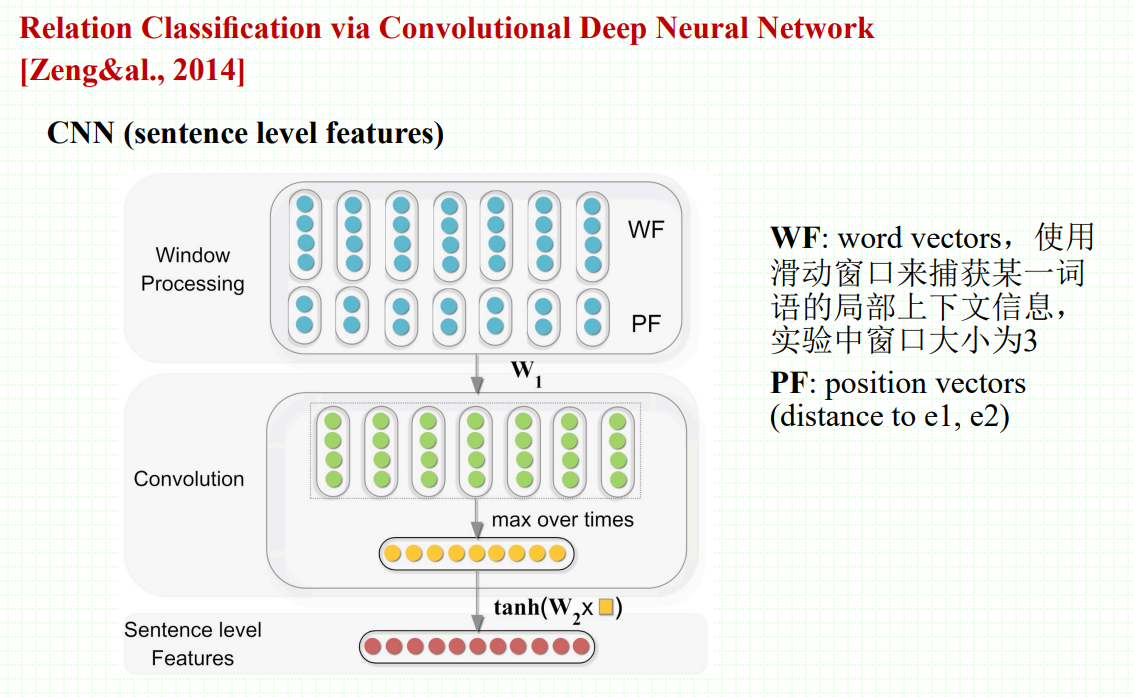 Relation Classification via Convolutional Deep Neural Network
[Zeng&al., 2014]
CNN (sentence level features)
Window
Processing
WF
PF
W1
Convolution
max over times
tanh(W2x )
Sentence level
Features
WF: word vectors，使用
滑动窗口来捕获某一词
语的局部上下文信息，
实验中窗口大小为3
PF: position vectors
(distance to e1, e2)